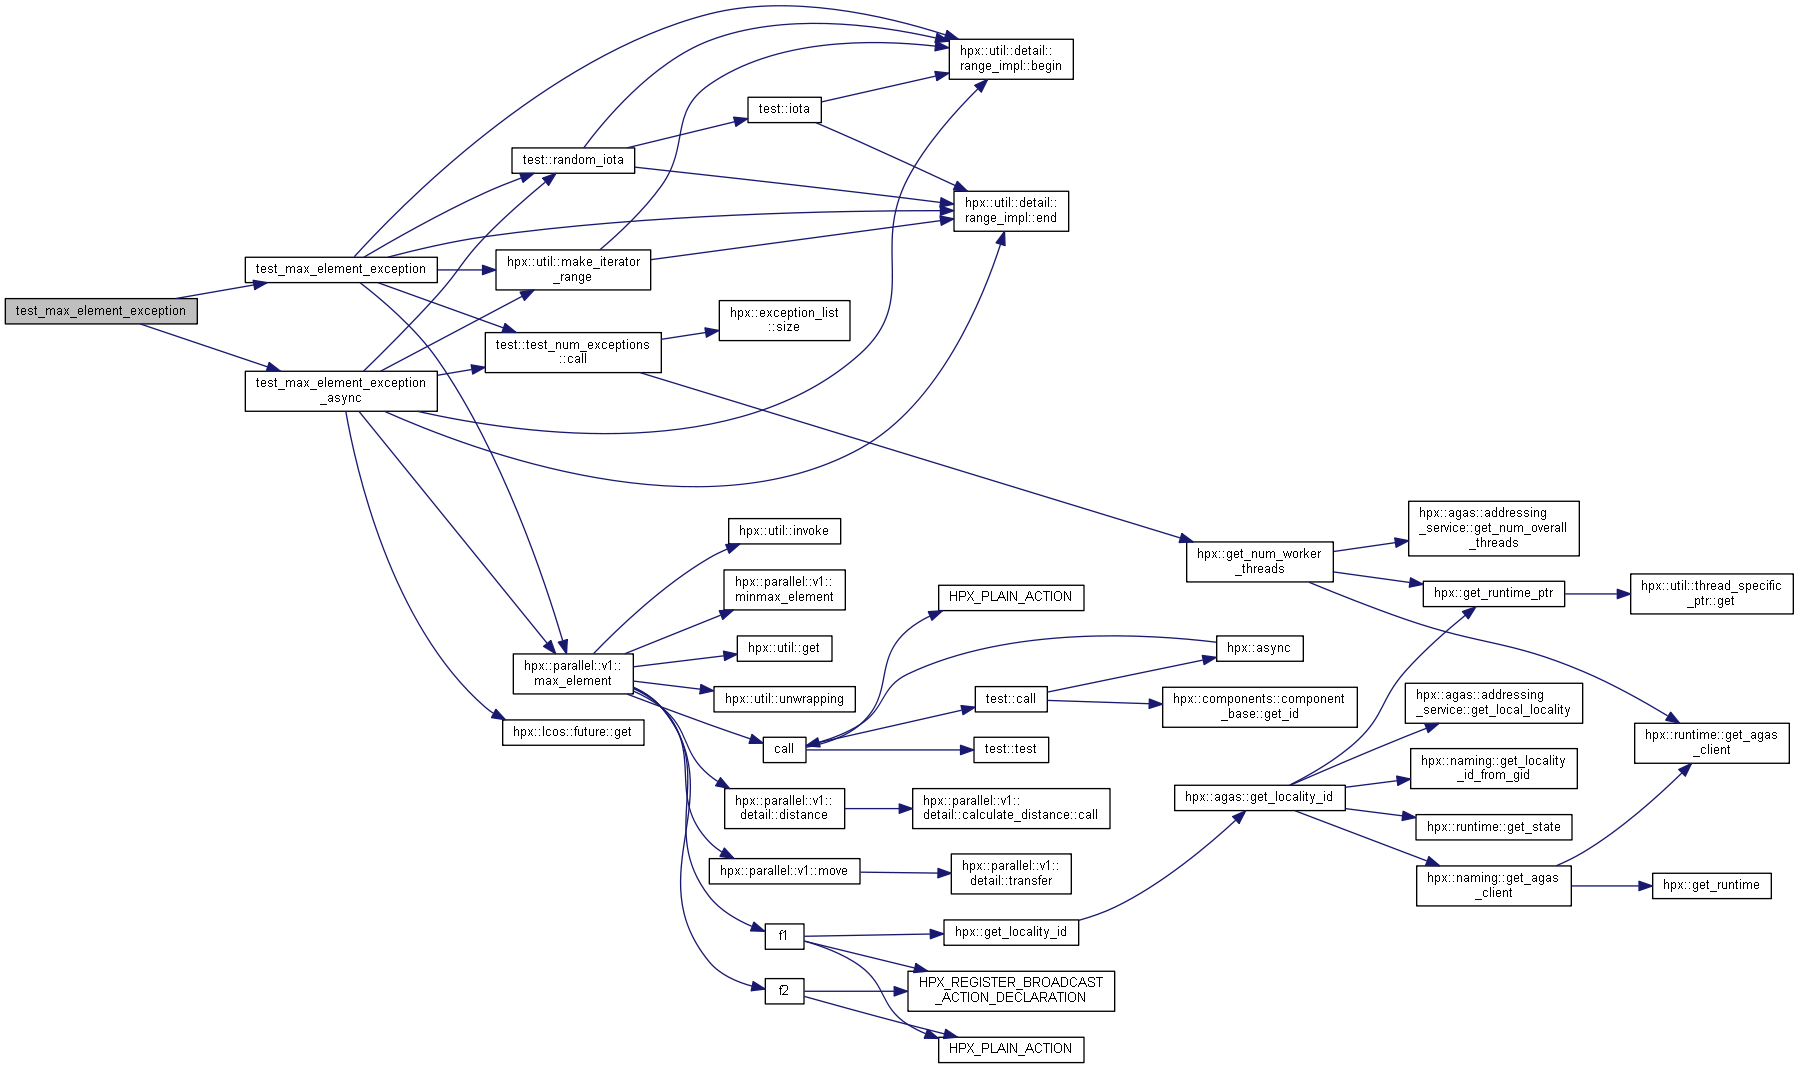 test_max_element_exception
test_max_element_exception
test_max_element_exception
_async
test::random_iota
hpx::util::make_iterator
_range
test::test_num_exceptions
::call
hpx::parallel::v1::
max_element
hpx::lcos::future::get
test::iota
hpx::exception_list
::size
hpx::util::invoke
hpx::parallel::v1::
minmax_element
hpx::util::get
hpx::util::unwrapping
call
hpx::parallel::v1::
detail::distance
hpx::parallel::v1::move
f1
f2
hpx::util::detail::
range_impl::begin
hpx::util::detail::
range_impl::end
HPX_PLAIN_ACTION
test::call
test::test
hpx::parallel::v1::
detail::calculate_distance::call
hpx::parallel::v1::
detail::transfer
hpx::get_locality_id
HPX_REGISTER_BROADCAST
_ACTION_DECLARATION
HPX_PLAIN_ACTION
hpx::get_num_worker
_threads
hpx::async
hpx::components::component
_base::get_id
hpx::agas::get_locality_id
hpx::agas::addressing
_service::get_num_overall
_threads
hpx::get_runtime_ptr
hpx::agas::addressing
_service::get_local_locality
hpx::naming::get_locality
_id_from_gid
hpx::runtime::get_state
hpx::naming::get_agas
_client
hpx::util::thread_specific
_ptr::get
hpx::runtime::get_agas
_client
hpx::get_runtime